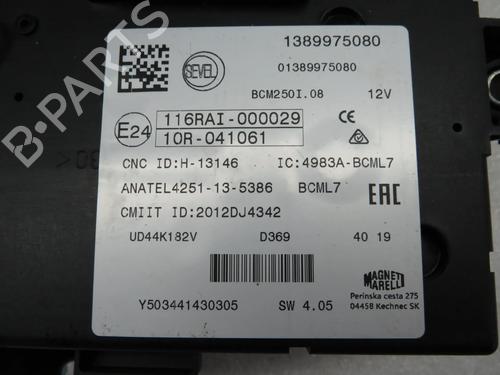 B-PARTS
1389975080
SEVEL
01389975080
BCM250I.08 12V
E24
116RAI-000029
10R-041061
CE
CNC ID:H-13146 IC:4983A-BCML7
ANATEL4251-13-5386 BCML7
EAC
CMIIT ID:2012DJ4342
UD44K182V D369 40 19
MAGNETI
MARELLI
Perinska cesta 275
04458 Kechnec SK
Y503441430305 SW 4.05